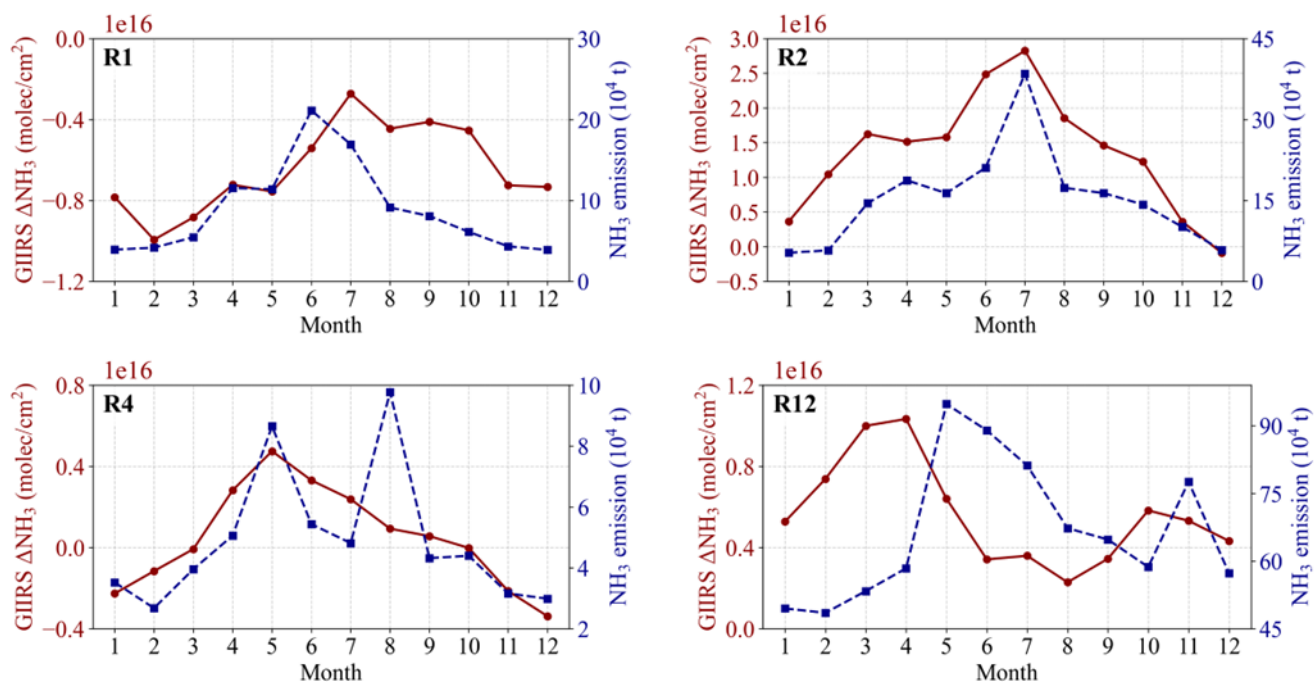 1e16
R1
GIIRS ΔNH₃ (molec/cm²)
0.0
−0.4
−0.8
−1.2
30
20
10
0
NH₃ emission (10⁴ t)
1 2 3 4 5 6 7 8 9 10 11 12
Month
1e16
R2
GIIRS ΔNH₃ (molec/cm²)
3.0
2.5
2.0
1.5
1.0
0.5
0.0
−0.5
45
30
15
0
NH₃ emission (10⁴ t)
1 2 3 4 5 6 7 8 9 10 11 12
Month
1e16
R4
GIIRS ΔNH₃ (molec/cm²)
0.8
0.4
0.0
−0.4
10
8
6
4
2
NH₃ emission (10⁴ t)
1 2 3 4 5 6 7 8 9 10 11 12
Month
1e16
R12
GIIRS ΔNH₃ (molec/cm²)
1.2
0.8
0.4
0.0
90
75
60
45
NH₃ emission (10⁴ t)
1 2 3 4 5 6 7 8 9 10 11 12
Month